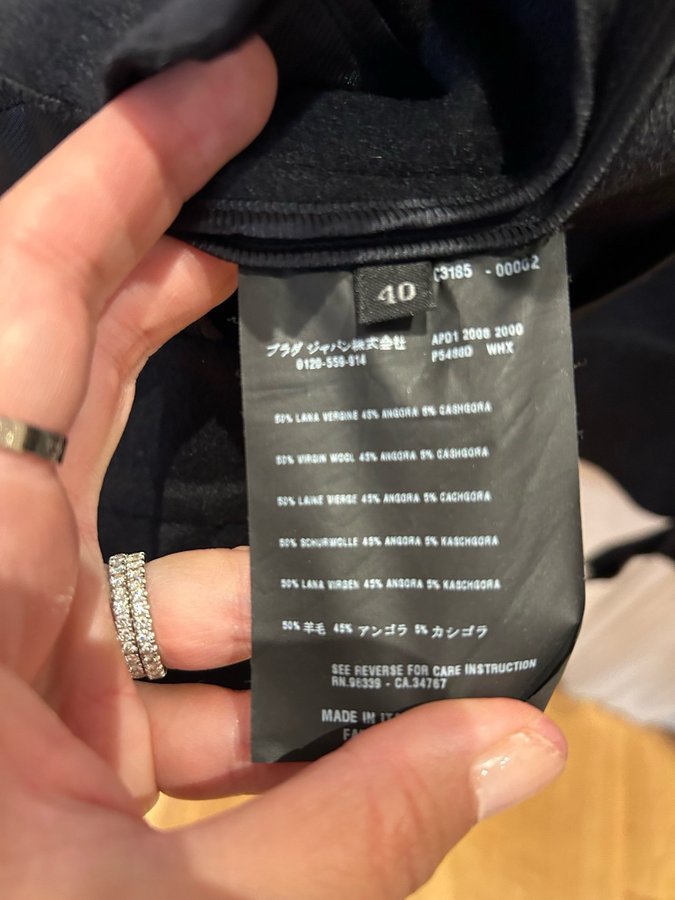 40
C3165 - 00002
プラダ ジャパン株式会社
0120-559-914
AP01 2008 2000
P5488D WHX
50% LANA VERGINE 45% ANGORA 5% CASHGORA
50% VIRGIN WOOL 45% ANGORA 5% CASHGORA
50% LAINE VIERGE 45% ANGORA 5% CACHGORA
50% SCHURWOLLE 45% ANGORA 5% KASCHGORA
50% LANA VIRGEN 45% ANGORA 5% KASCHGORA
50% 羊毛 45% アンゴラ 5% カシゴラ
SEE REVERSE FOR CARE INSTRUCTION
RN.96339 - CA.34767
MADE IN